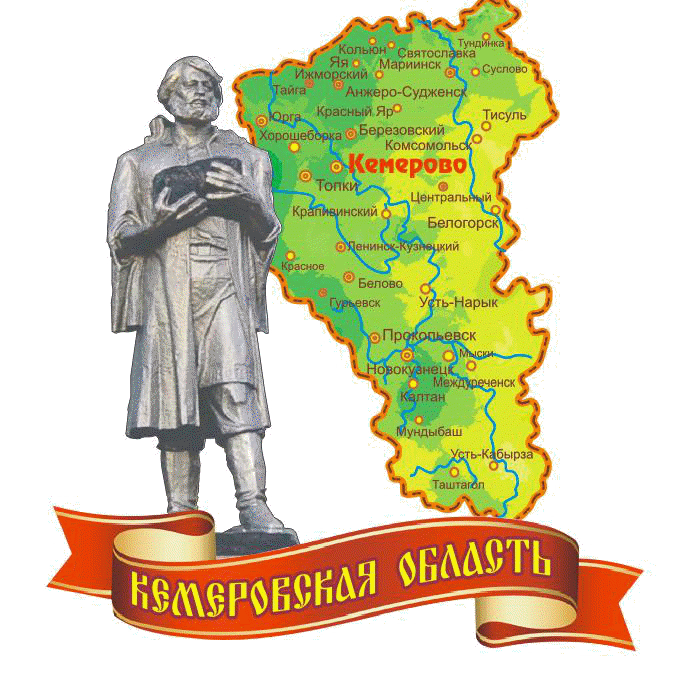 Кольюн
Святославка
Тундинка
Яя
Мариинск
Ижморский
Суслово
Тайга
Анжеро-Судженск
Красный Яр
Тисуль
Юрга
Березовский
Хорошеборка
Комсомольск
Кемерово
Топки
Центральный
Крапивинский
Белогорск
Ленинск-Кузнецкий
Красное
Белово
Гурьевск
Усть-Нарык
Прокопьевск
Мыски
Новокузнецк
Междуреченск
Калтан
Мундыбаш
Усть-Кабырза
Таштагол
КЕМЕРОВСКАЯ ОБЛАСТЬ